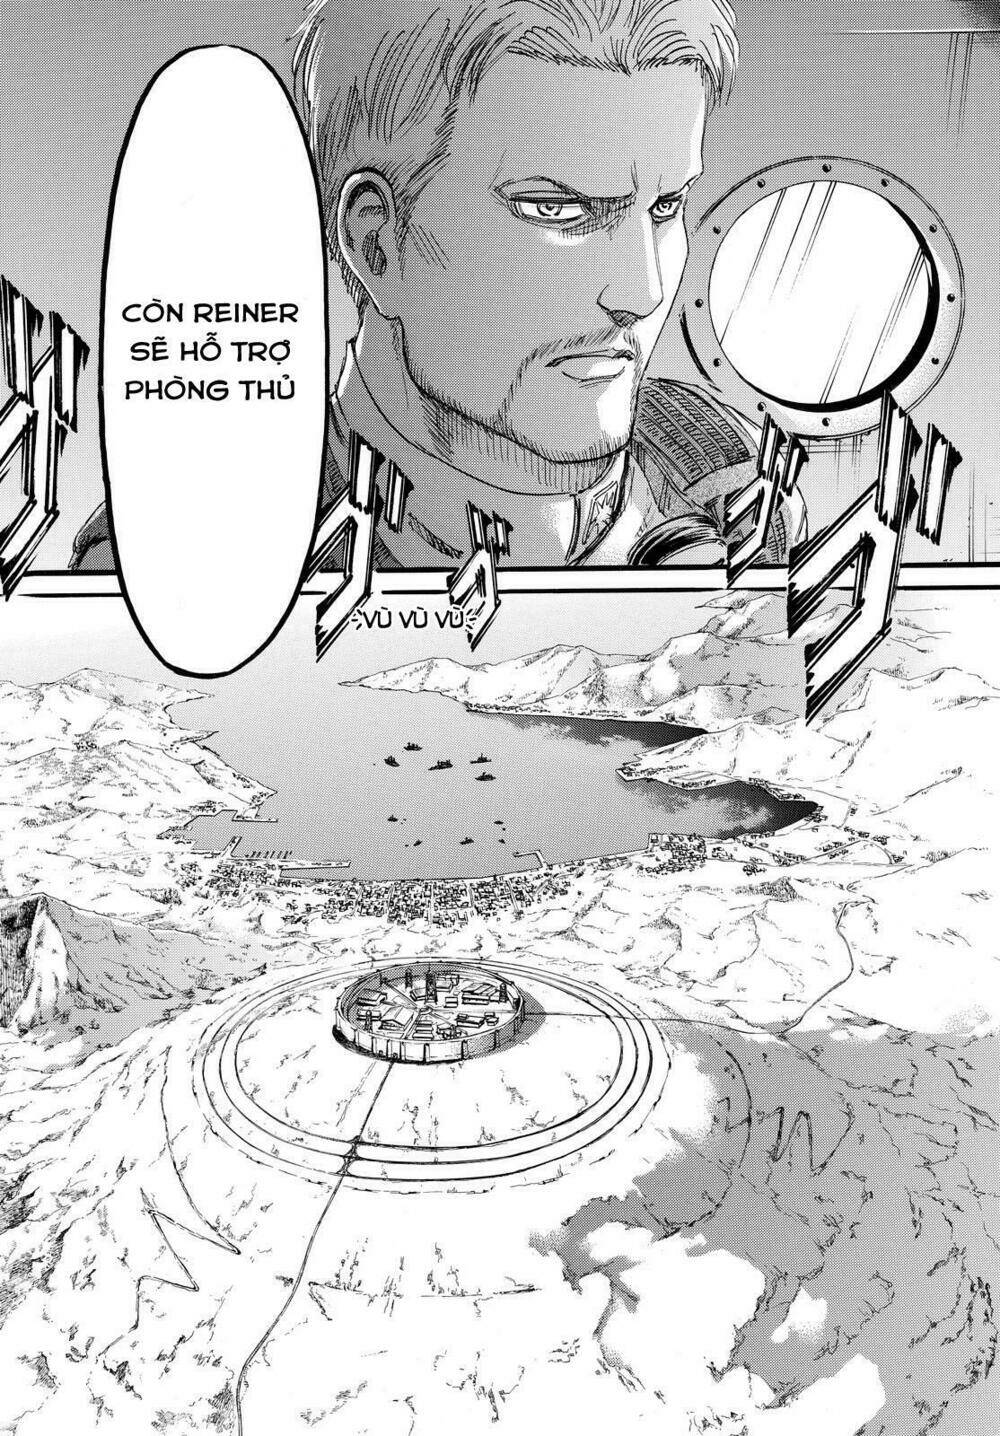 CÒN REINER
SẼ HỖ TRỢ
PHÒNG THỦ
VÙ VÙ VÙ